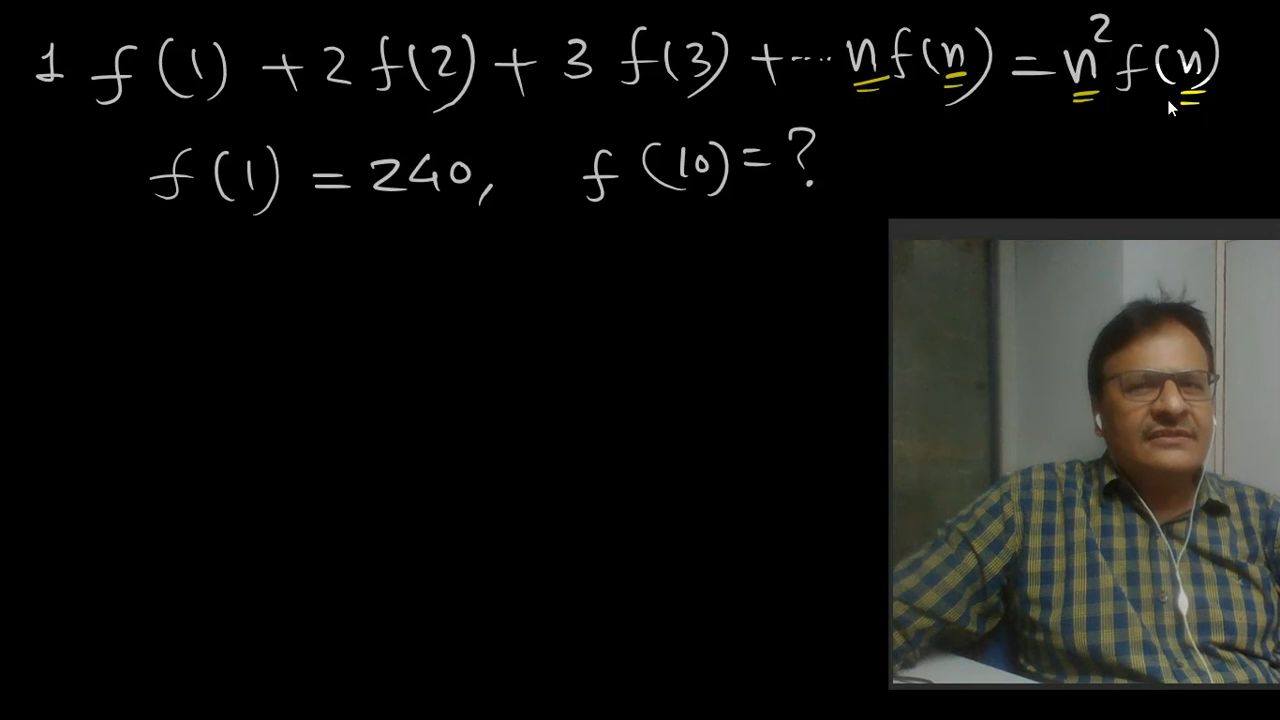 1 f(1) + 2 f(2) + 3 f(3) + .... n f(n) = n² f(n)
f(1) = 240, f(10) = ?